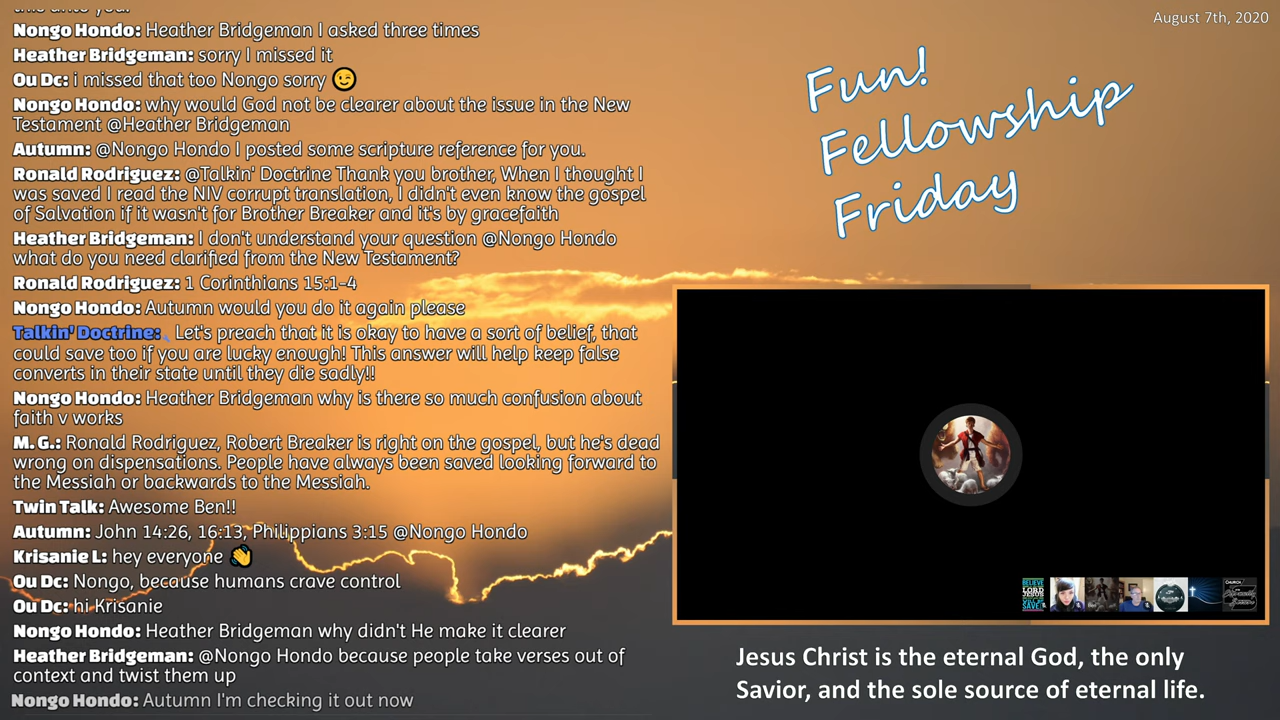 this unto you.
Nongo Hondo: Heather Bridgeman I asked three times
Heather Bridgeman: sorry I missed it
Ou Dc: i missed that too Nongo sorry 😉
Nongo Hondo: why would God not be clearer about the issue in the New
Testament @Heather Bridgeman
Autumn: @Nongo Hondo I posted some scripture reference for you.
Ronald Rodriguez: @Talkin' Doctrine Thank you brother, When I thought I
was saved I read the NIV corrupt translation, I didn't even know the gospel
of Salvation if it wasn't for Brother Breaker and it's by gracefaith
Heather Bridgeman: I don't understand your question @Nongo Hondo
what do you need clarified from the New Testament?
Ronald Rodriguez: 1 Corinthians 15:1-4
Nongo Hondo: Autumn would you do it again please
Talkin' Doctrine: Let's preach that it is okay to have a sort of belief, that
could save too if you are lucky enough! This answer will help keep false
converts in their state until they die sadly!!
Nongo Hondo: Heather Bridgeman why is there so much confusion about
faith v works
M. G.: Ronald Rodriguez, Robert Breaker is right on the gospel, but he's dead
wrong on dispensations. People have always been saved looking forward to
the Messiah or backwards to the Messiah.
Twin Talk: Awesome Ben!!
Autumn: John 14:26, 16:13, Philippians 3:15 @Nongo Hondo
Krisanie L: hey everyone 👋
Ou Dc: Nongo, because humans crave control
Ou Dc: hi Krisanie
Nongo Hondo: Heather Bridgeman why didn't He make it clearer
Heather Bridgeman: @Nongo Hondo because people take verses out of
context and twist them up
Nongo Hondo: Autumn I'm checking it out now
August 7th, 2020
Fun!
Fellowship
Friday
BELIEVE
LORD
JESUS
SAVE
CHURCH
Jesus Christ is the eternal God, the only
Savior, and the sole source of eternal life.